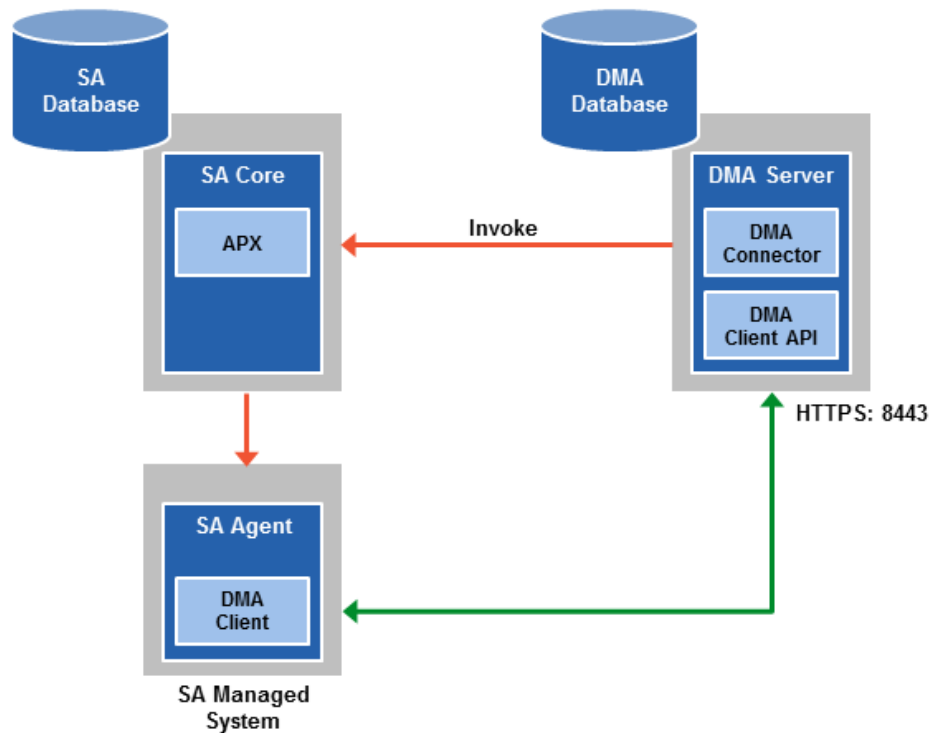 SA
Database
DMA
Database
SA Core
APX
Invoke
DMA Server
DMA
Connector
DMA
Client API
HTTPS: 8443
SA Agent
DMA
Client
SA Managed
System